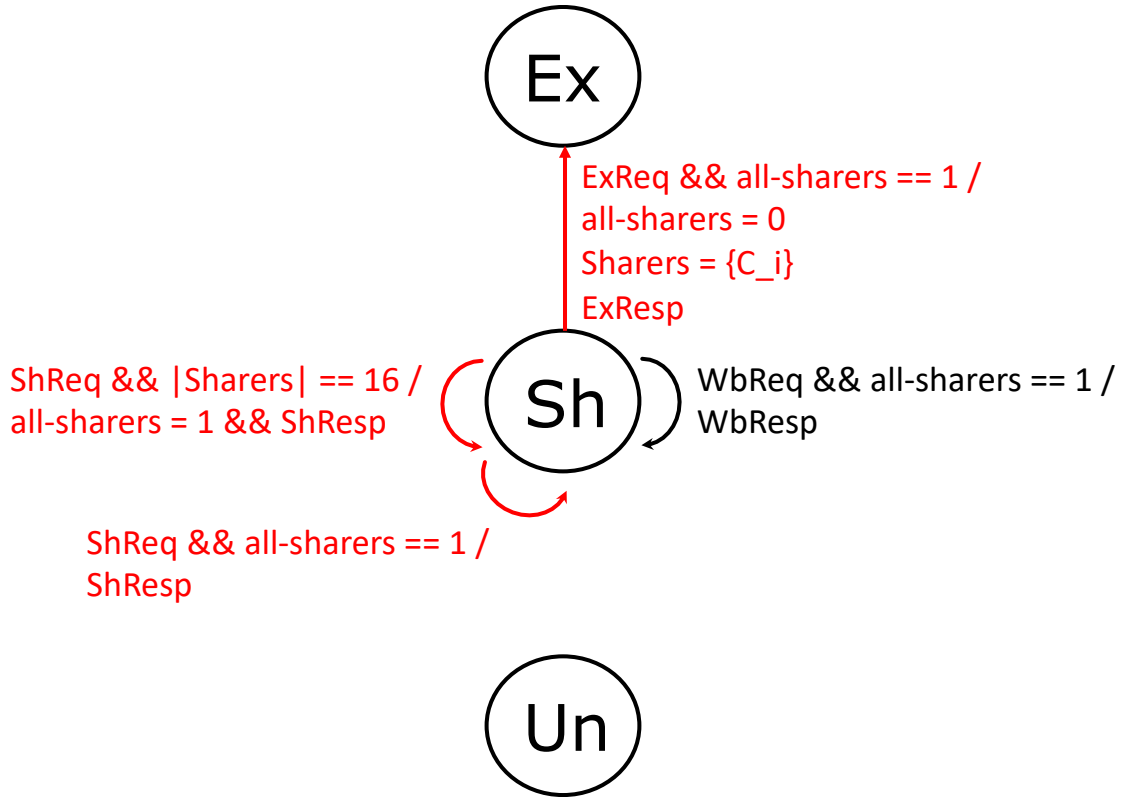 Ex
ExReq && all-sharers == 1 /
all-sharers = 0
Sharers = {C_i}
ExResp
ShReq && |Sharers| == 16 /
all-sharers = 1 && ShResp
Sh
WbReq && all-sharers == 1 /
WbResp
ShReq && all-sharers == 1 /
ShResp
Un